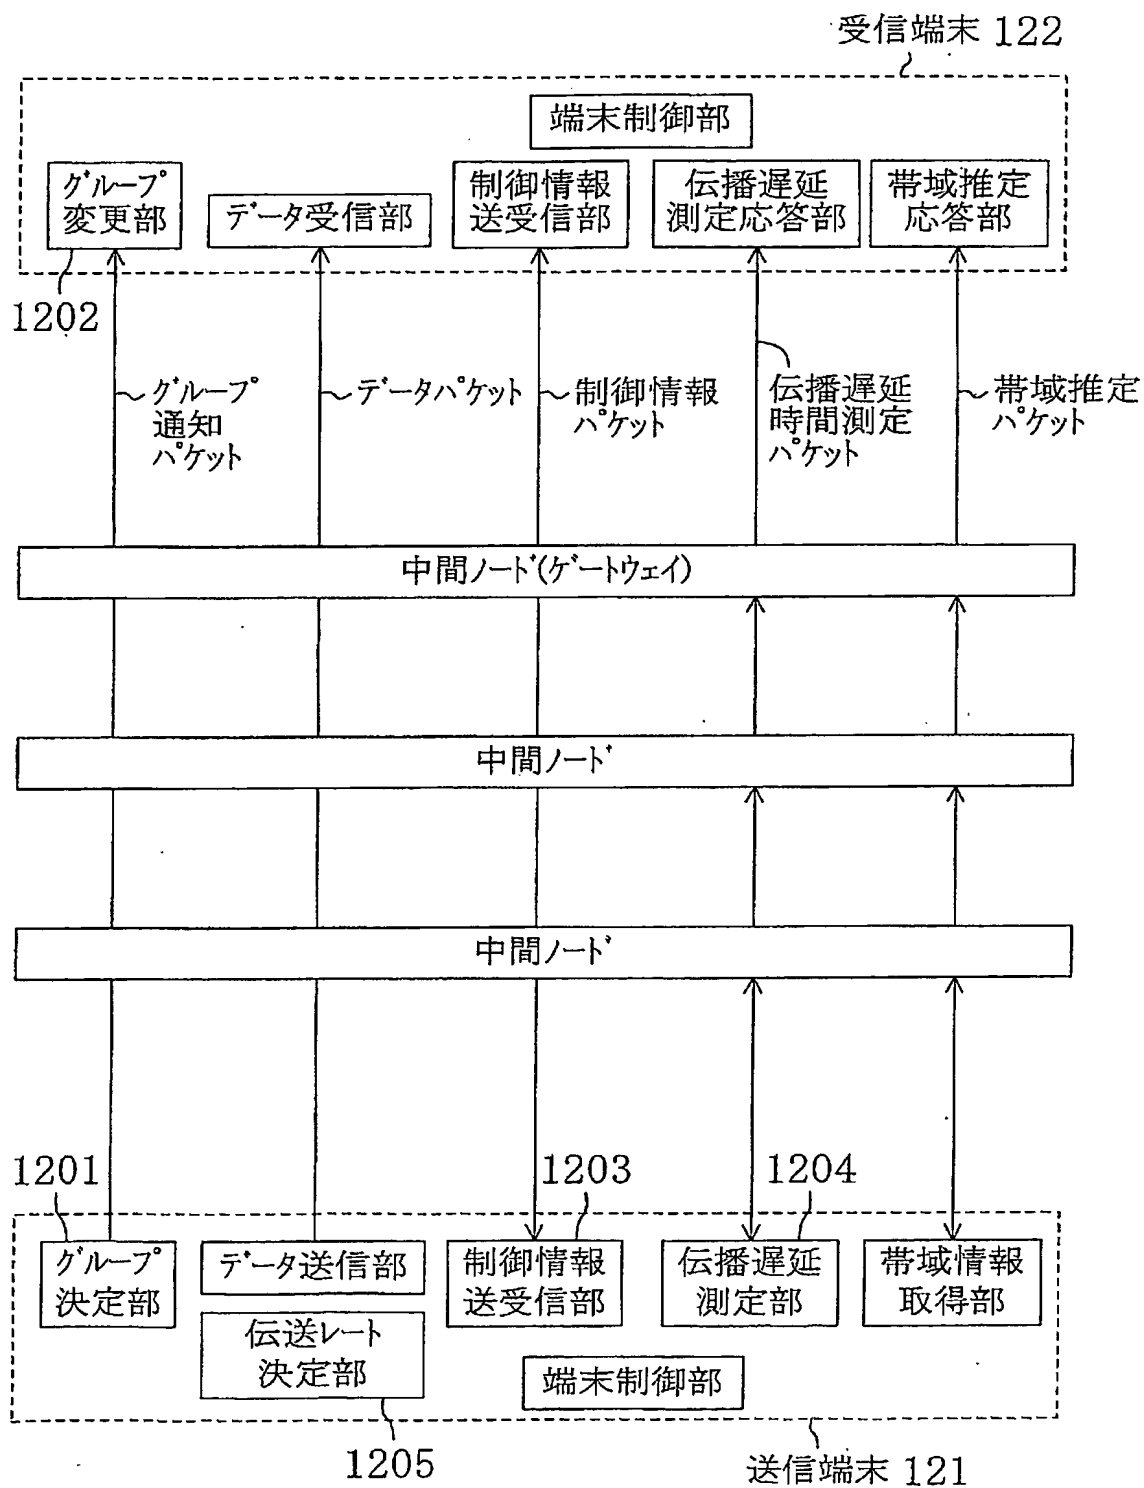 受信端末 122
端末制御部
グループ
変更部
データ受信部
制御情報
送受信部
伝播遅延
測定応答部
帯域推定
応答部
1202
グループ
通知
パケット
データパケット
制御情報
パケット
伝播遅延
時間測定
パケット
帯域推定
パケット
中間ノード(ゲートウェイ)
中間ノード
中間ノード
1201
1203
1204
グループ
決定部
データ送信部
伝送レート
決定部
制御情報
送受信部
伝播遅延
測定部
帯域情報
取得部
端末制御部
1205
送信端末 121